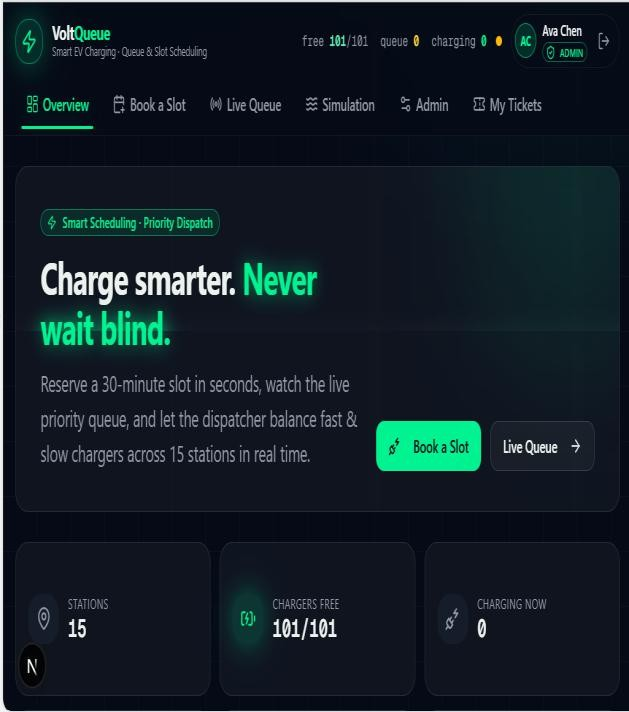 VoltQueue
Smart EV Charging · Queue & Slot Scheduling
free 101/101 queue 0 charging 0
AC
Ava Chen
ADMIN
Overview
Book a Slot
Live Queue
Simulation
Admin
My Tickets
Smart Scheduling · Priority Dispatch
Charge smarter. Never
wait blind.
Reserve a 30-minute slot in seconds, watch the live
priority queue, and let the dispatcher balance fast &
slow chargers across 15 stations in real time.
Book a Slot
Live Queue →
STATIONS
15
CHARGERS FREE
101/101
CHARGING NOW
0
N